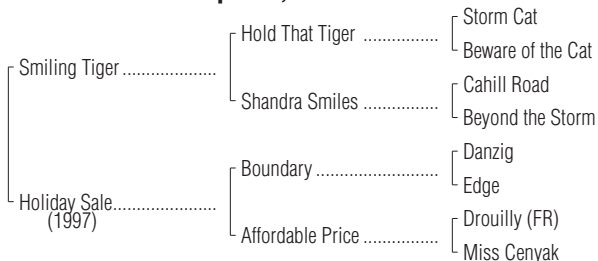 Storm Cat
Hold That Tiger ................
Beware of the Cat
Smiling Tiger ....................
Cahill Road
Shandra Smiles ................
Beyond the Storm
Danzig
Boundary ..........................
Edge
Holiday Sale......................
(1997)
Drouilly (FR)
Affordable Price ................
Miss Cenyak